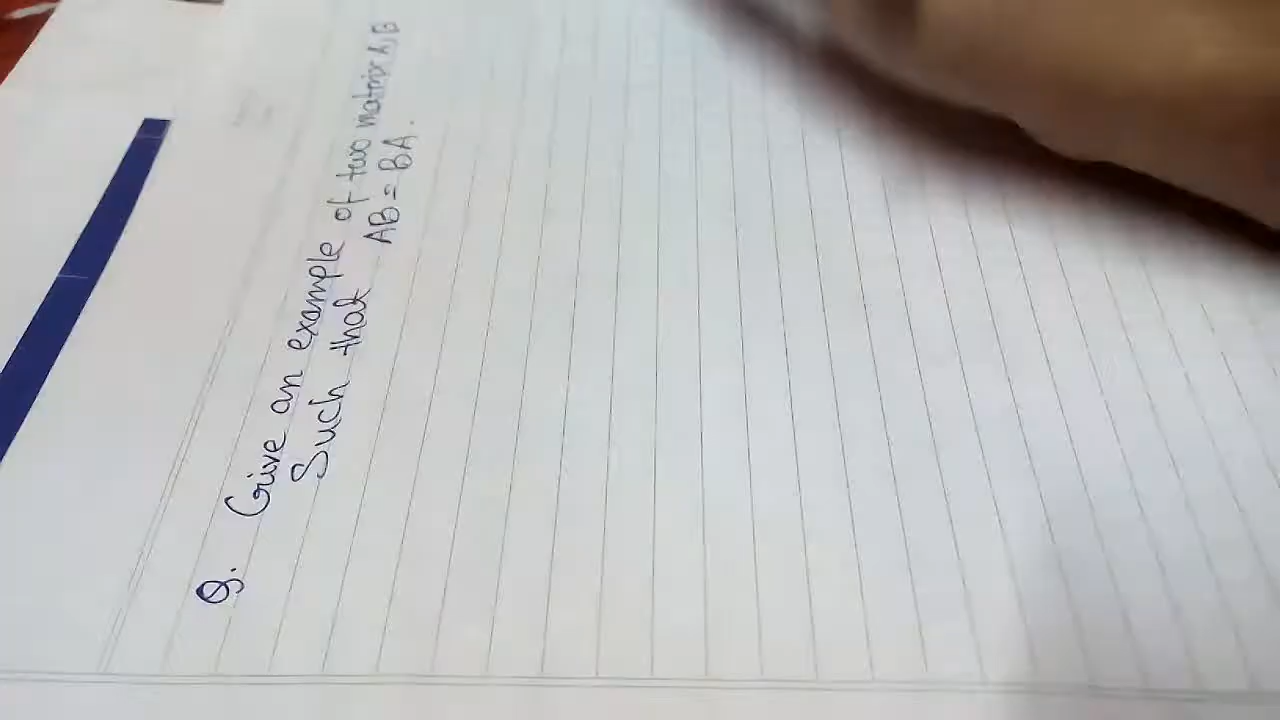 Q. Give an example of two matrix A, B
Such that AB = BA.